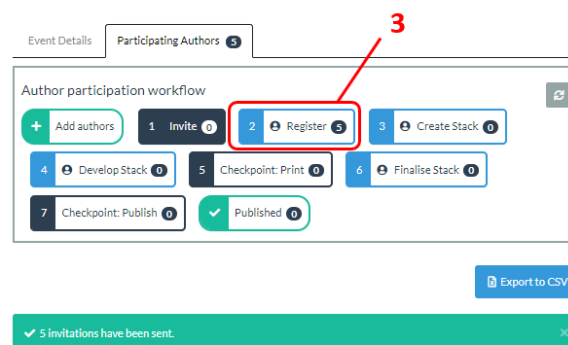 3
Event Details Participating Authors 5
Author participation workflow
+ Add authors 1 Invite 0 2 Register 5 3 Create Stack 0
4 Develop Stack 0 5 Checkpoint: Print 0 6 Finalise Stack 0
7 Checkpoint: Publish 0 Published 0
Export to CSV
5 invitations have been sent. ×